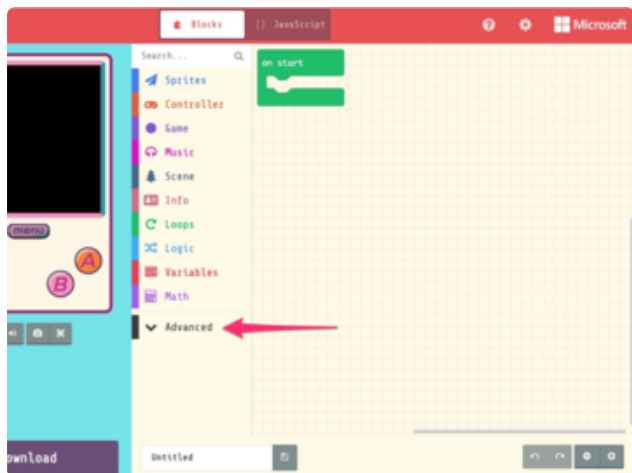 Blocks
{} JavaScript
Microsoft
Search...
on start
Sprites
Controller
Game
Music
Scene
Info
Loops
Logic
Variables
Math
Advanced
menu
A
B
ownload
Untitled